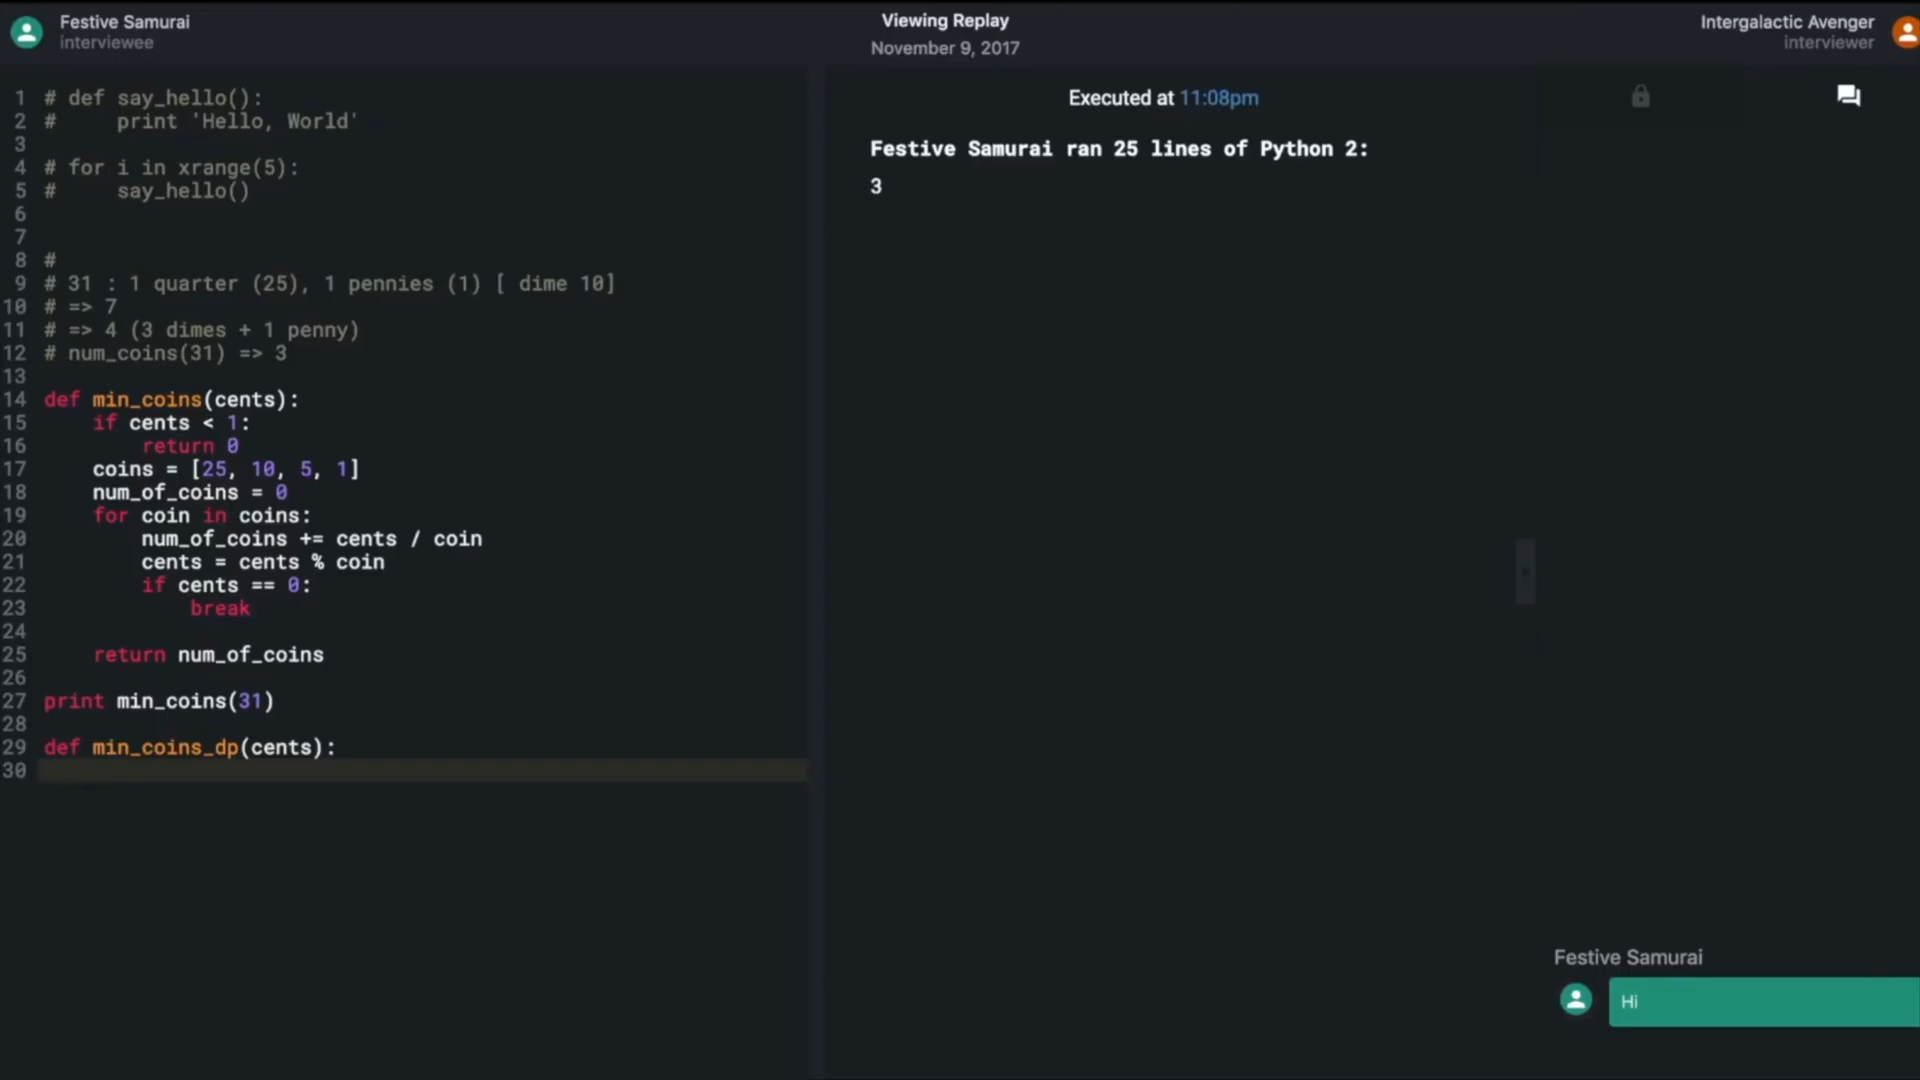 Festive Samurai
interviewee
Viewing Replay
November 9, 2017
Intergalactic Avenger
interviewer
1 # def say_hello():
2 #     print 'Hello, World'
3
4 # for i in xrange(5):
5 #     say_hello()
6
7
8 #
9 # 31 : 1 quarter (25), 1 pennies (1) [ dime 10]
10 # => 7
11 # => 4 (3 dimes + 1 penny)
12 # num_coins(31) => 3
13
14 def min_coins(cents):
15     if cents < 1:
16         return 0
17     coins = [25, 10, 5, 1]
18     num_of_coins = 0
19     for coin in coins:
20         num_of_coins += cents / coin
21         cents = cents % coin
22         if cents == 0:
23             break
24
25     return num_of_coins
26
27 print min_coins(31)
28
29 def min_coins_dp(cents):
30
Executed at 11:08pm
Festive Samurai ran 25 lines of Python 2:
3
Festive Samurai
Hi